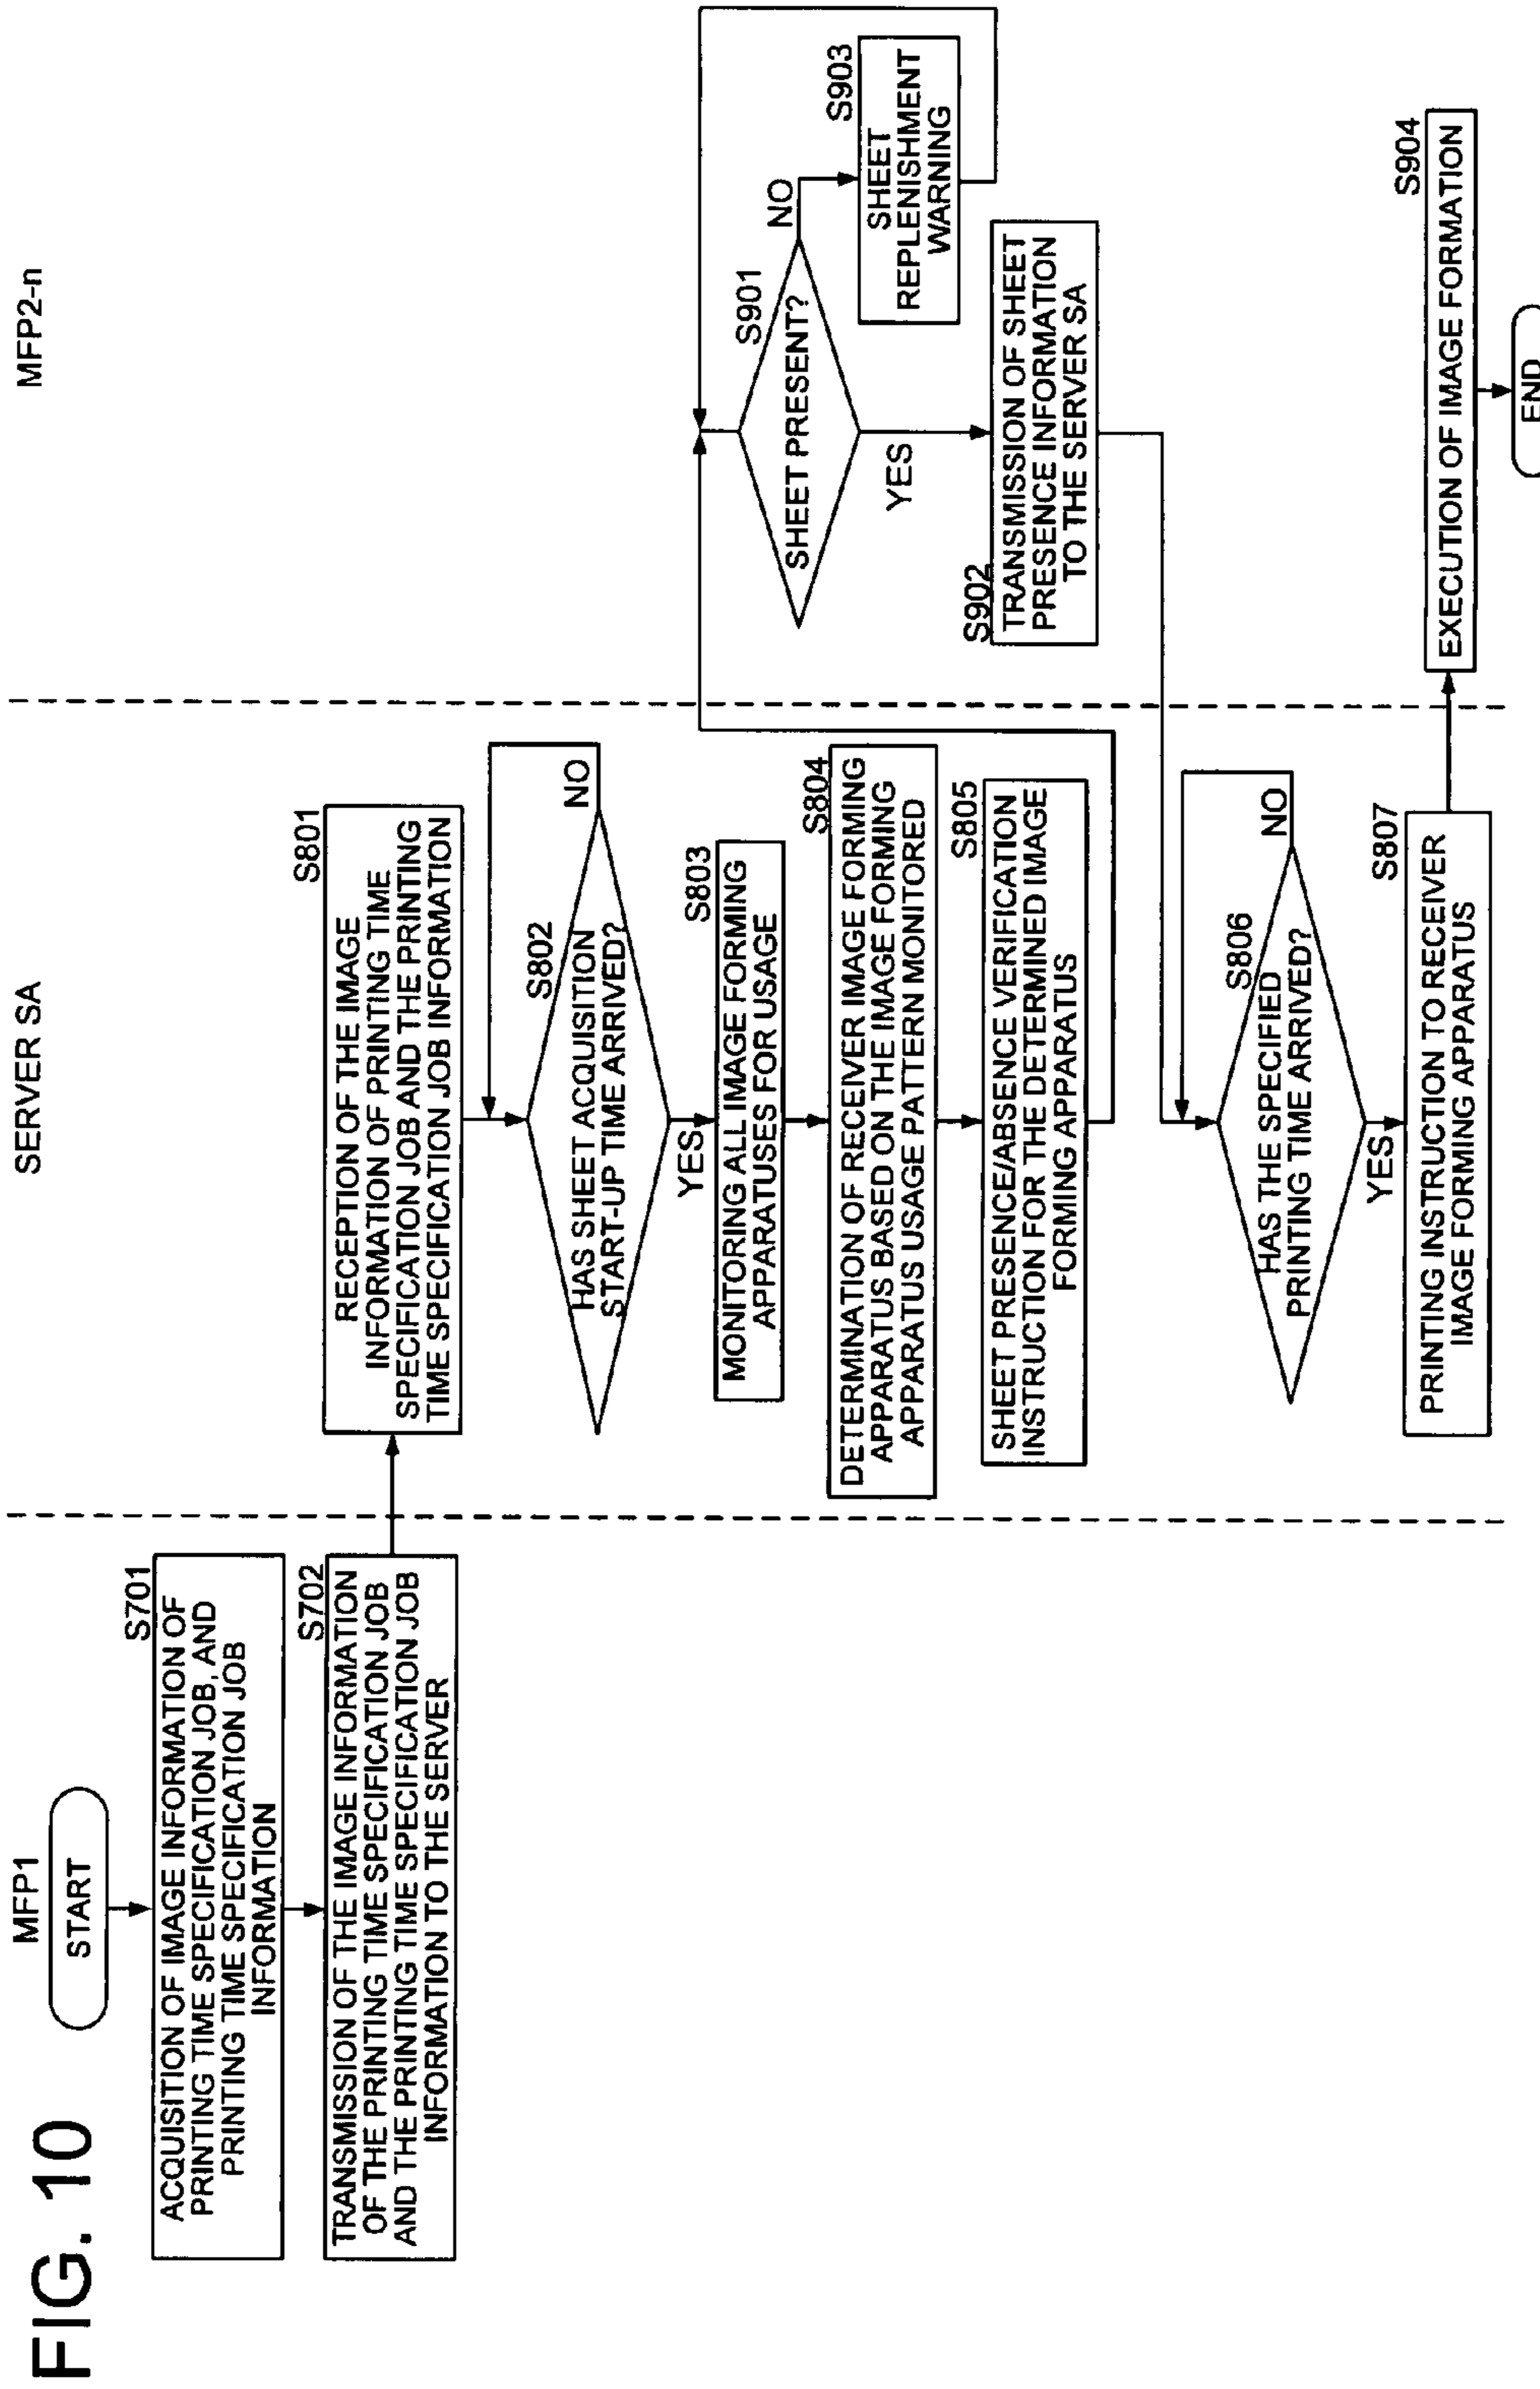 FIG. 10
MFP1
START
S701
ACQUISITION OF IMAGE INFORMATION OF
PRINTING TIME SPECIFICATION JOB, AND
PRINTING TIME SPECIFICATION JOB
INFORMATION
S702
TRANSMISSION OF THE IMAGE INFORMATION
OF THE PRINTING TIME SPECIFICATION JOB
AND THE PRINTING TIME SPECIFICATION JOB
INFORMATION TO THE SERVER
SERVER SA
S801
RECEPTION OF THE IMAGE
INFORMATION OF PRINTING TIME
SPECIFICATION JOB AND THE PRINTING
TIME SPECIFICATION JOB INFORMATION
S802
HAS SHEET ACQUISITION
START-UP TIME ARRIVED?
NO
YES
S803
MONITORING ALL IMAGE FORMING
APPARATUSES FOR USAGE
S804
DETERMINATION OF RECEIVER IMAGE FORMING
APPARATUS BASED ON THE IMAGE FORMING
APPARATUS USAGE PATTERN MONITORED
S805
SHEET PRESENCE/ABSENCE VERIFICATION
INSTRUCTION FOR THE DETERMINED IMAGE
FORMING APPARATUS
S806
HAS THE SPECIFIED
PRINTING TIME ARRIVED?
NO
YES
S807
PRINTING INSTRUCTION TO RECEIVER
IMAGE FORMING APPARATUS
MFP2-n
S901
SHEET PRESENT?
NO
YES
S903
SHEET
REPLENISHMENT
WARNING
S902
TRANSMISSION OF SHEET
PRESENCE INFORMATION
TO THE SERVER SA
S904
EXECUTION OF IMAGE FORMATION
END